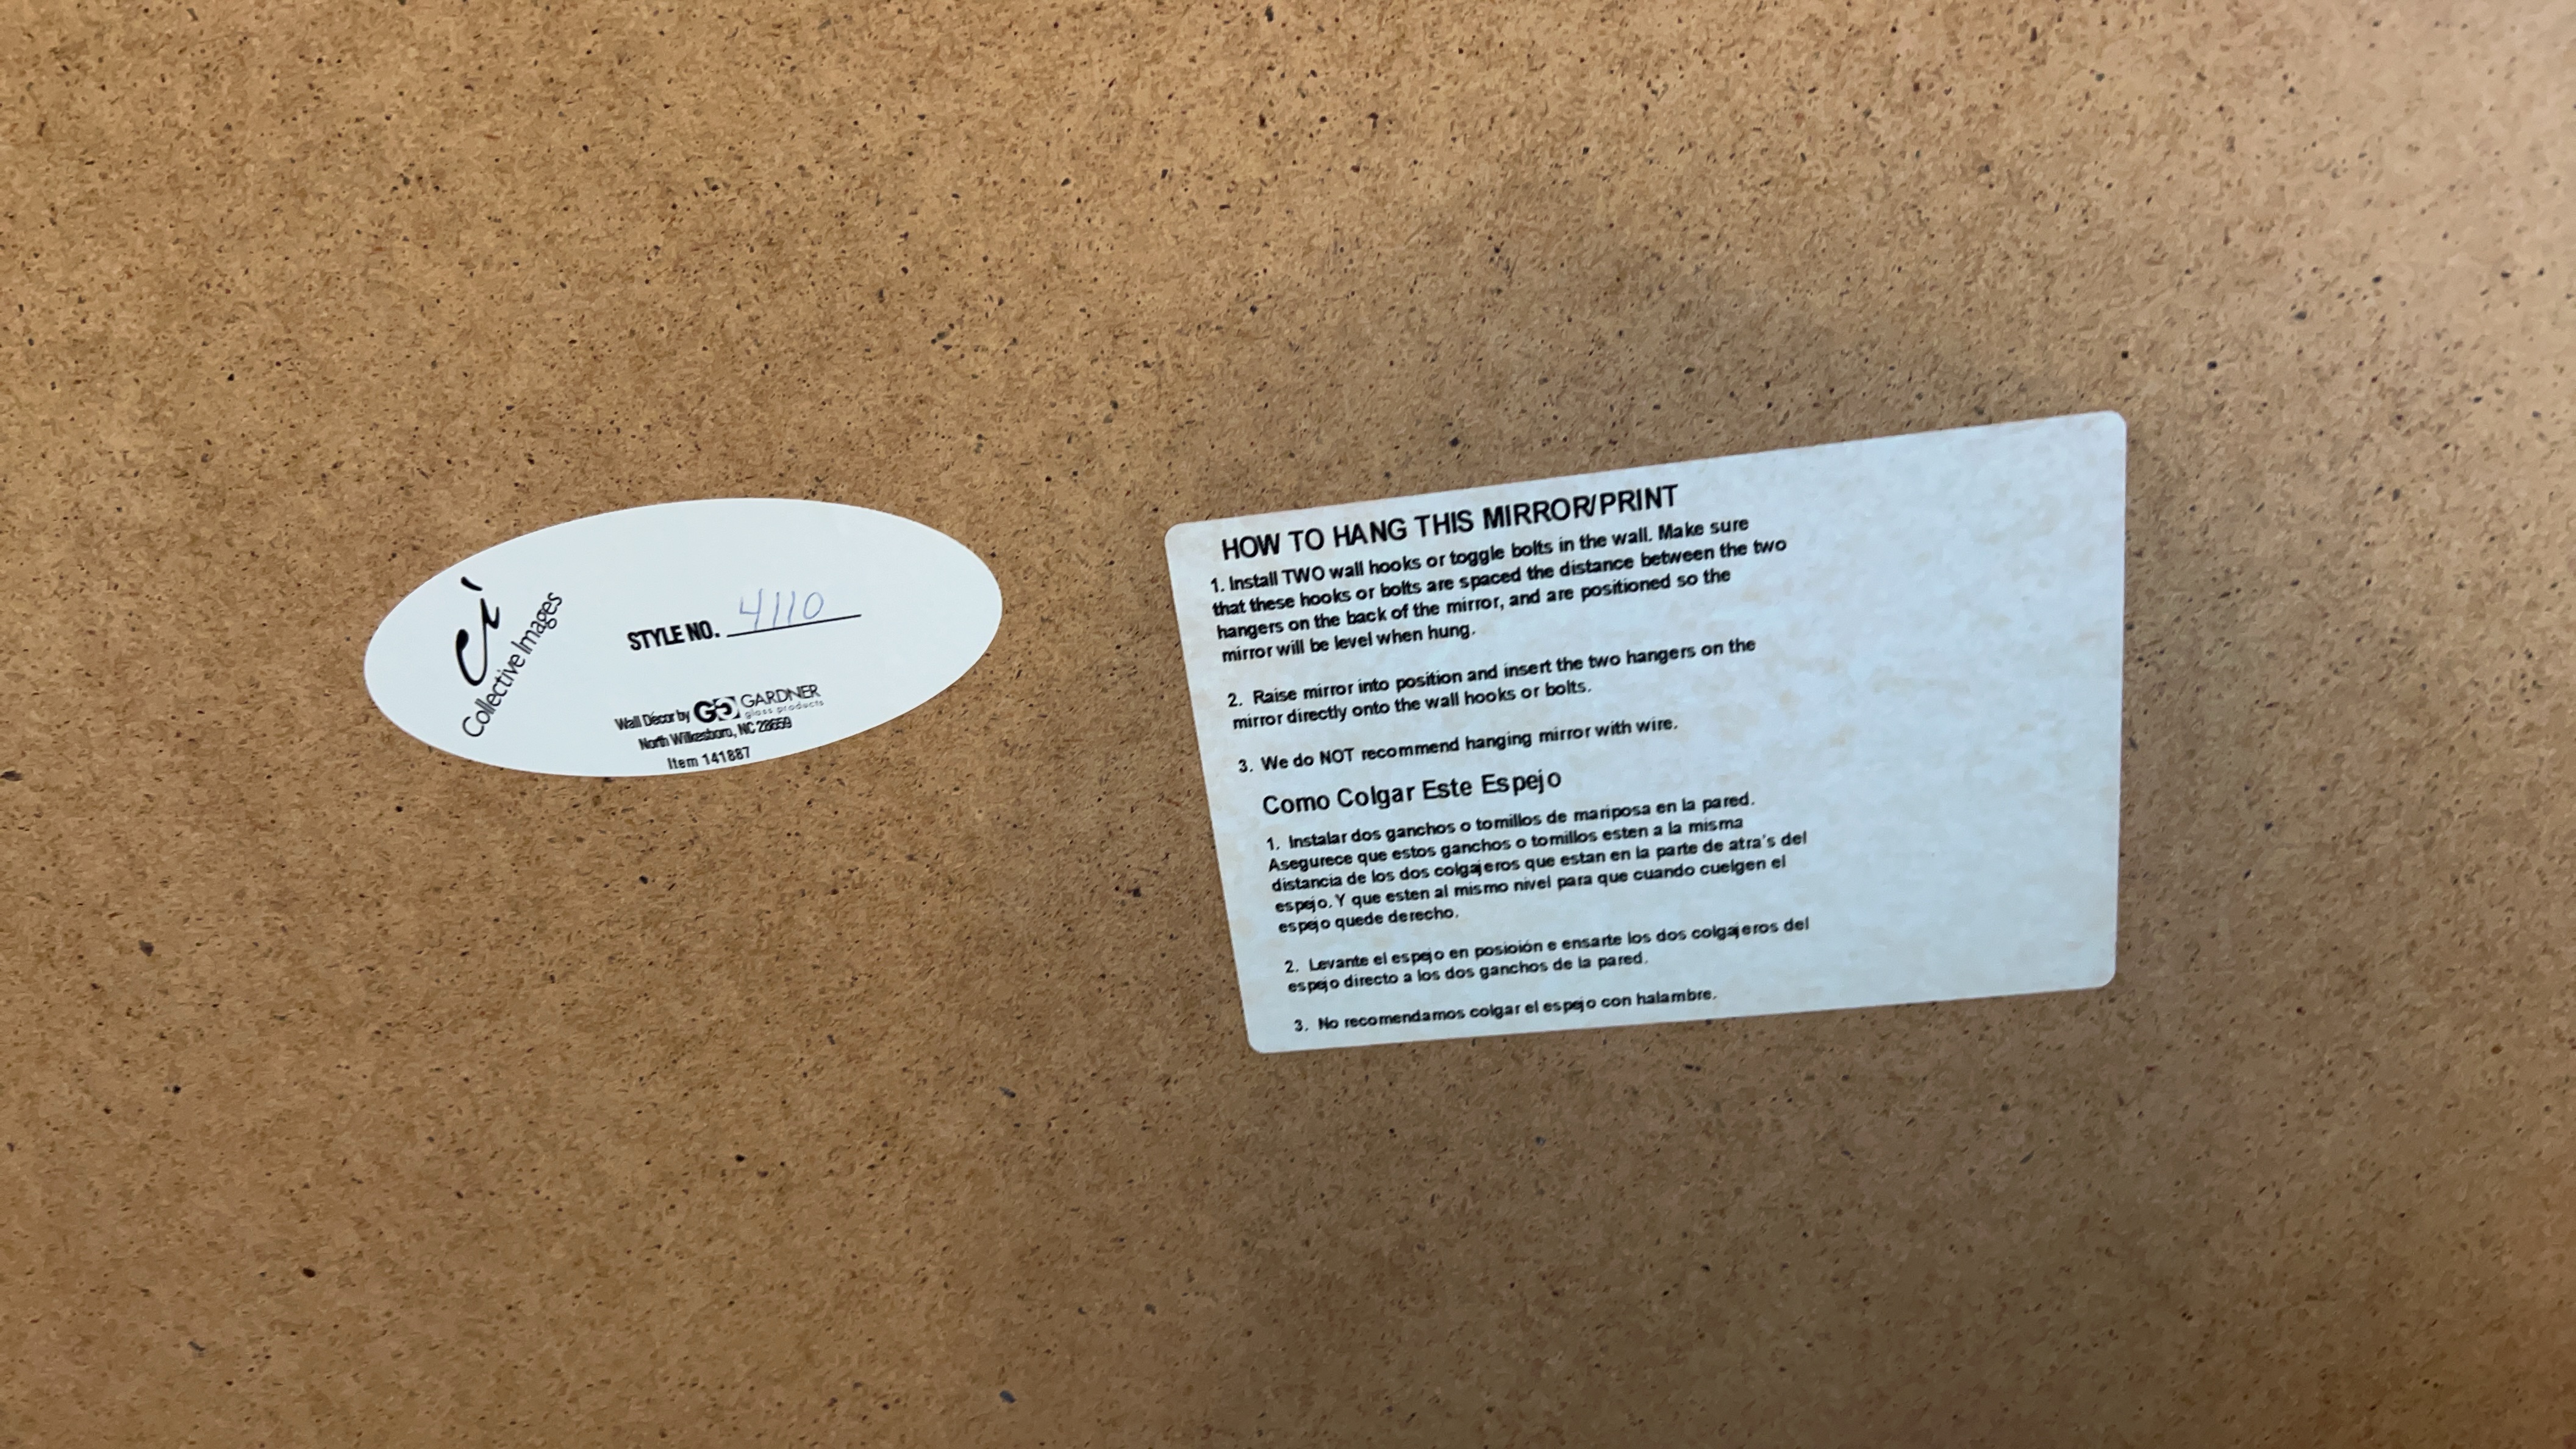 ci
Collective Images
STYLE NO. 4110
Wall Décor by GG GARDNER
glass products
North Wilkesboro, NC 28659
Item 141887
HOW TO HANG THIS MIRROR/PRINT
1. Install TWO wall hooks or toggle bolts in the wall. Make sure
that these hooks or bolts are spaced the distance between the two
hangers on the back of the mirror, and are positioned so the
mirror will be level when hung.
2. Raise mirror into position and insert the two hangers on the
mirror directly onto the wall hooks or bolts.
3. We do NOT recommend hanging mirror with wire.
Como Colgar Este Espejo
1. Instalar dos ganchos o tornillos de mariposa en la pared.
Asegurece que estos ganchos o tornillos esten a la misma
distancia de los dos colgajeros que estan en la parte de atra's del
espejo. Y que esten al mismo nivel para que cuando cuelgen el
espejo quede derecho.
2. Levante el espejo en posición e ensarte los dos colgajeros del
espejo directo a los dos ganchos de la pared.
3. No recomendamos colgar el espejo con halambre.